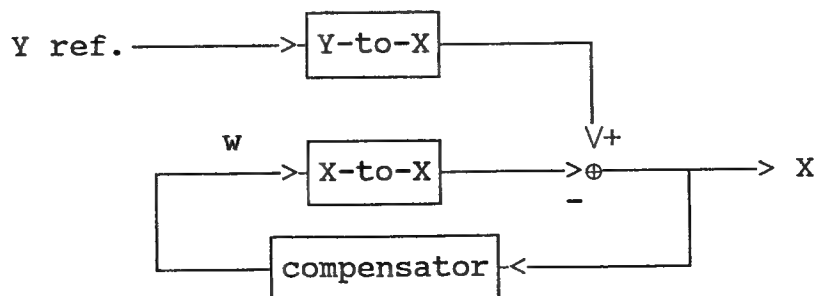 Y ref. > Y-to-X
V+
w
> X-to-X >⊕ > X
-
compensator <